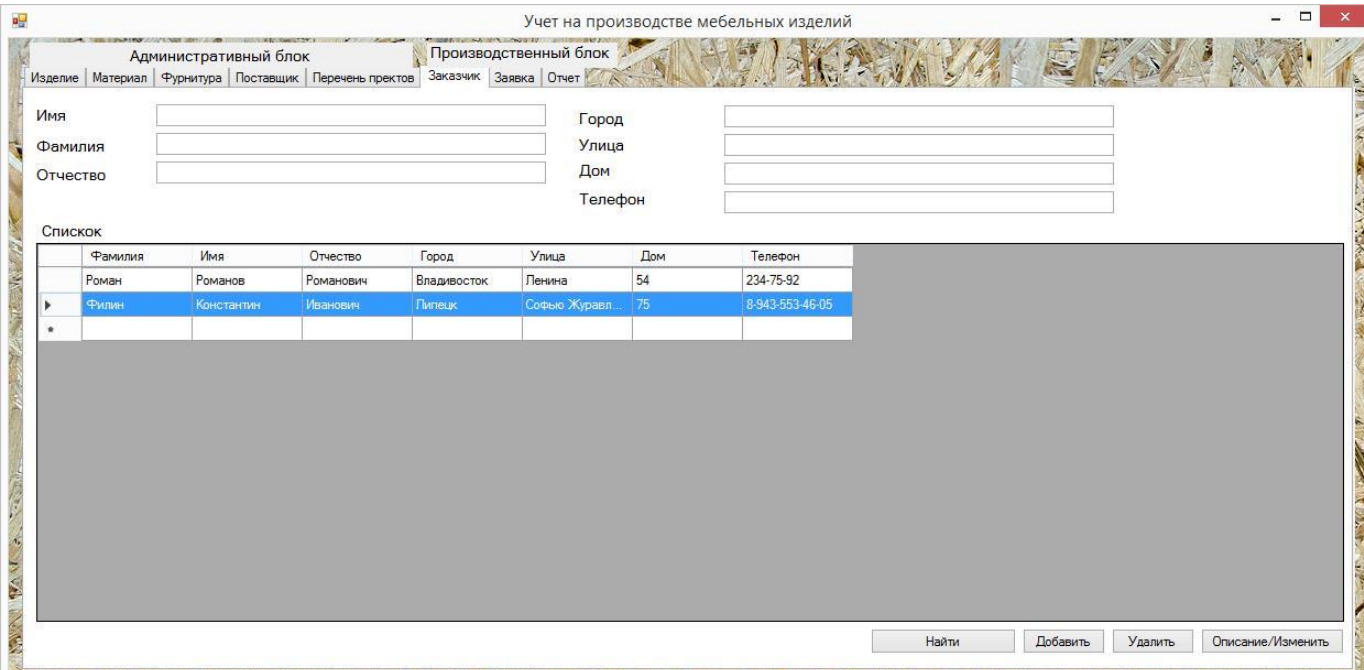 Учет на производстве мебельных изделий
Административный блок Производственный блок
Изделие Материал Фурнитура Поставщик Перечень пректов Заказчик Заявка Отчет
Имя Город
Фамилия Улица
Отчество Дом
Телефон
Спискок
Фамилия Имя Отчество Город Улица Дом Телефон
Роман Романов Романович Владивосток Ленина 54 234-75-92
Филин Константин Иванович Липецк Софью Журавл... 75 8-943-553-46-05
Найти Добавить Удалить Описание/Изменить